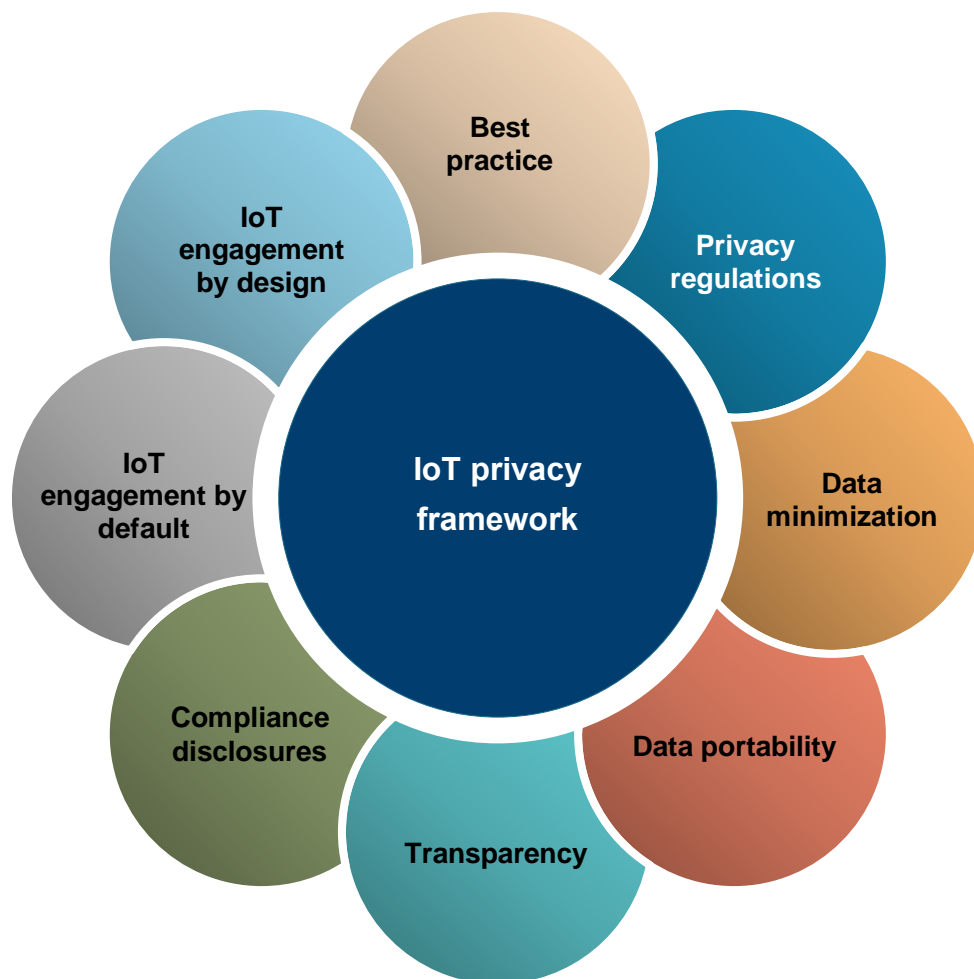 Best
practice
Privacy
regulations
Data
minimization
Data portability
Transparency
Compliance
disclosures
IoT
engagement by
default
IoT
engagement
by design
IoT privacy
framework